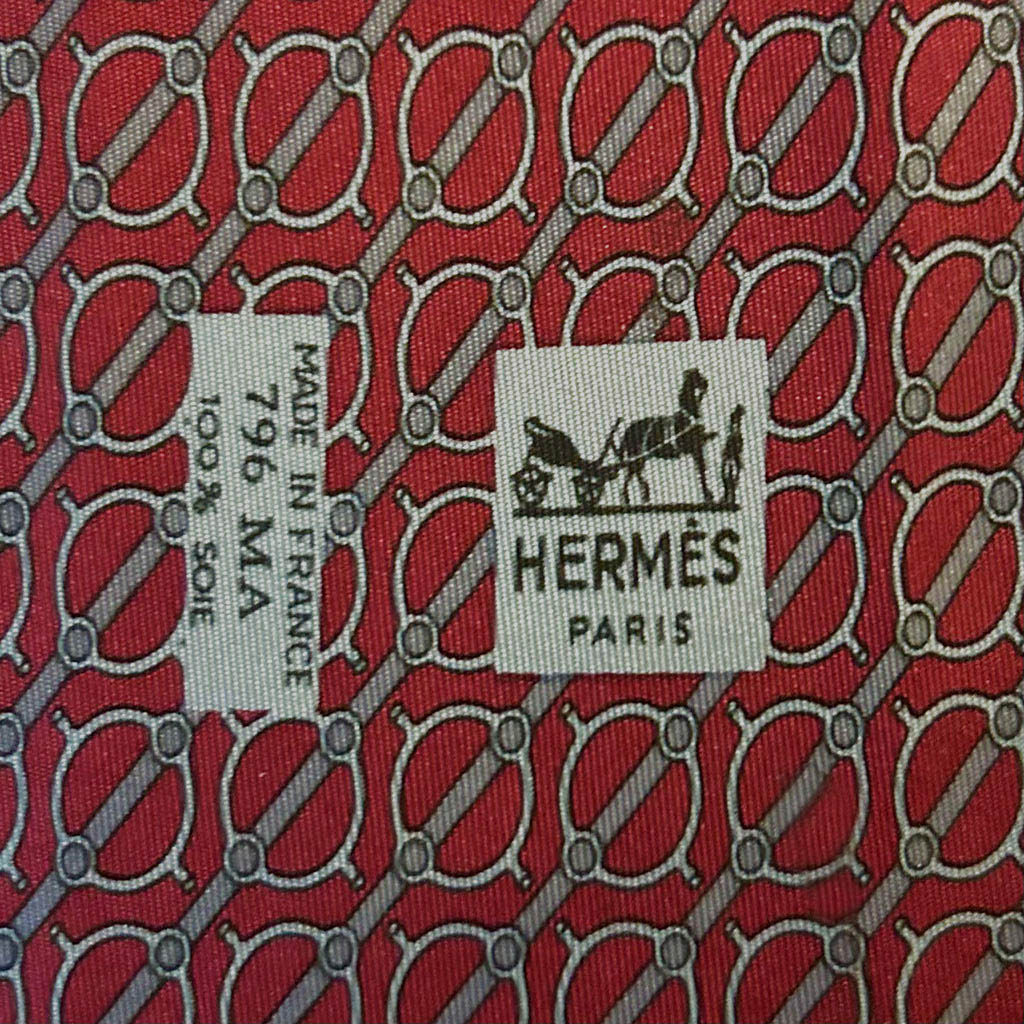 MADE IN FRANCE
796 MA
100% SOIE
HERMÈS
PARIS